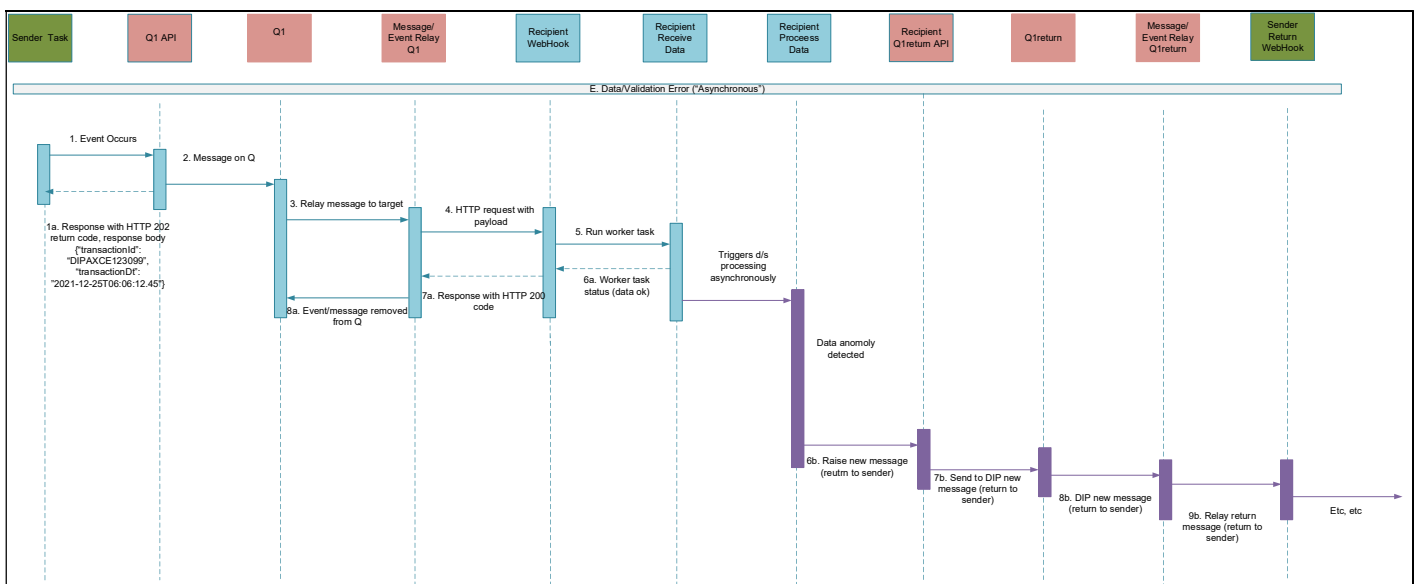 Sender Task
Q1 API
Q1
Message/
Event Relay
Q1
Recipient
WebHook
Recipient
Receive
Data
Recipient
Proceess
Data
Recipient
Q1return API
Q1return
Message/
Event Relay
Q1return
Sender
Return
WebHook
E. Data/Validation Error (“Asynchronous”)
1. Event Occurs
2. Message on Q
3. Relay message to target
4. HTTP request with
payload
5. Run worker task
Triggers d/s
processing
asynchronously
1a. Response with HTTP 202
return code, response body
{“transactionId”:
“DIPAXCE123099”,
“transactionDt”:
"2021-12-25T06:06:12.45"}
6a. Worker task
status (data ok)
7a. Response with HTTP 200
code
8a. Event/message removed
from Q
Data anomoly
detected
6b. Raise new message
(reutrn to sender)
7b. Send to DIP new
message (return to
sender)
8b. DIP new message
(return to sender)
9b. Relay return
message (return to
sender)
Etc, etc